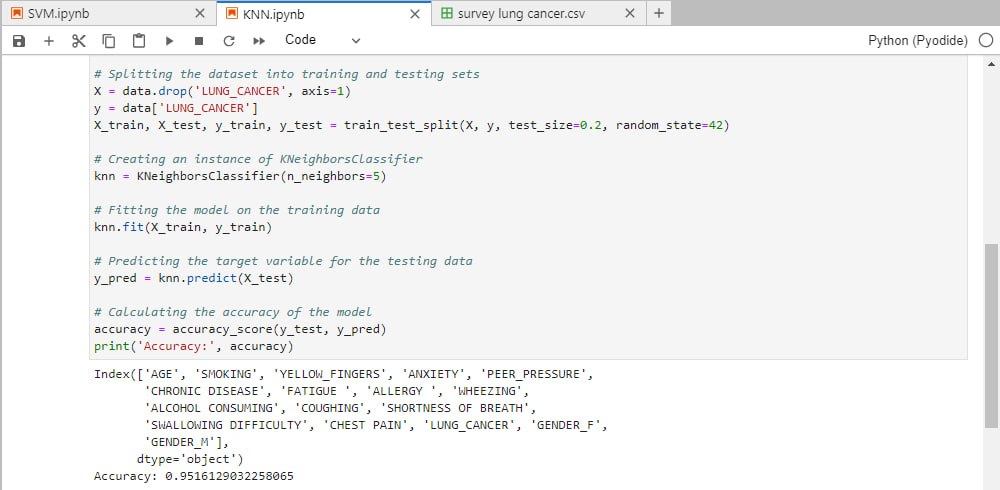 SVM.ipynb
KNN.ipynb
survey lung cancer.csv
Code
Python (Pyodide)
# Splitting the dataset into training and testing sets
X = data.drop('LUNG_CANCER', axis=1)
y = data['LUNG_CANCER']
X_train, X_test, y_train, y_test = train_test_split(X, y, test_size=0.2, random_state=42)
# Creating an instance of KNeighborsClassifier
knn = KNeighborsClassifier(n_neighbors=5)
# Fitting the model on the training data
knn.fit(X_train, y_train)
# Predicting the target variable for the testing data
y_pred = knn.predict(X_test)
# Calculating the accuracy of the model
accuracy = accuracy_score(y_test, y_pred)
print('Accuracy:', accuracy)
Index(['AGE', 'SMOKING', 'YELLOW_FINGERS', 'ANXIETY', 'PEER_PRESSURE',
'CHRONIC DISEASE', 'FATIGUE ', 'ALLERGY ', 'WHEEZING',
'ALCOHOL CONSUMING', 'COUGHING', 'SHORTNESS OF BREATH',
'SWALLOWING DIFFICULTY', 'CHEST PAIN', 'LUNG_CANCER', 'GENDER_F',
'GENDER_M'],
dtype='object')
Accuracy: 0.9516129032258065